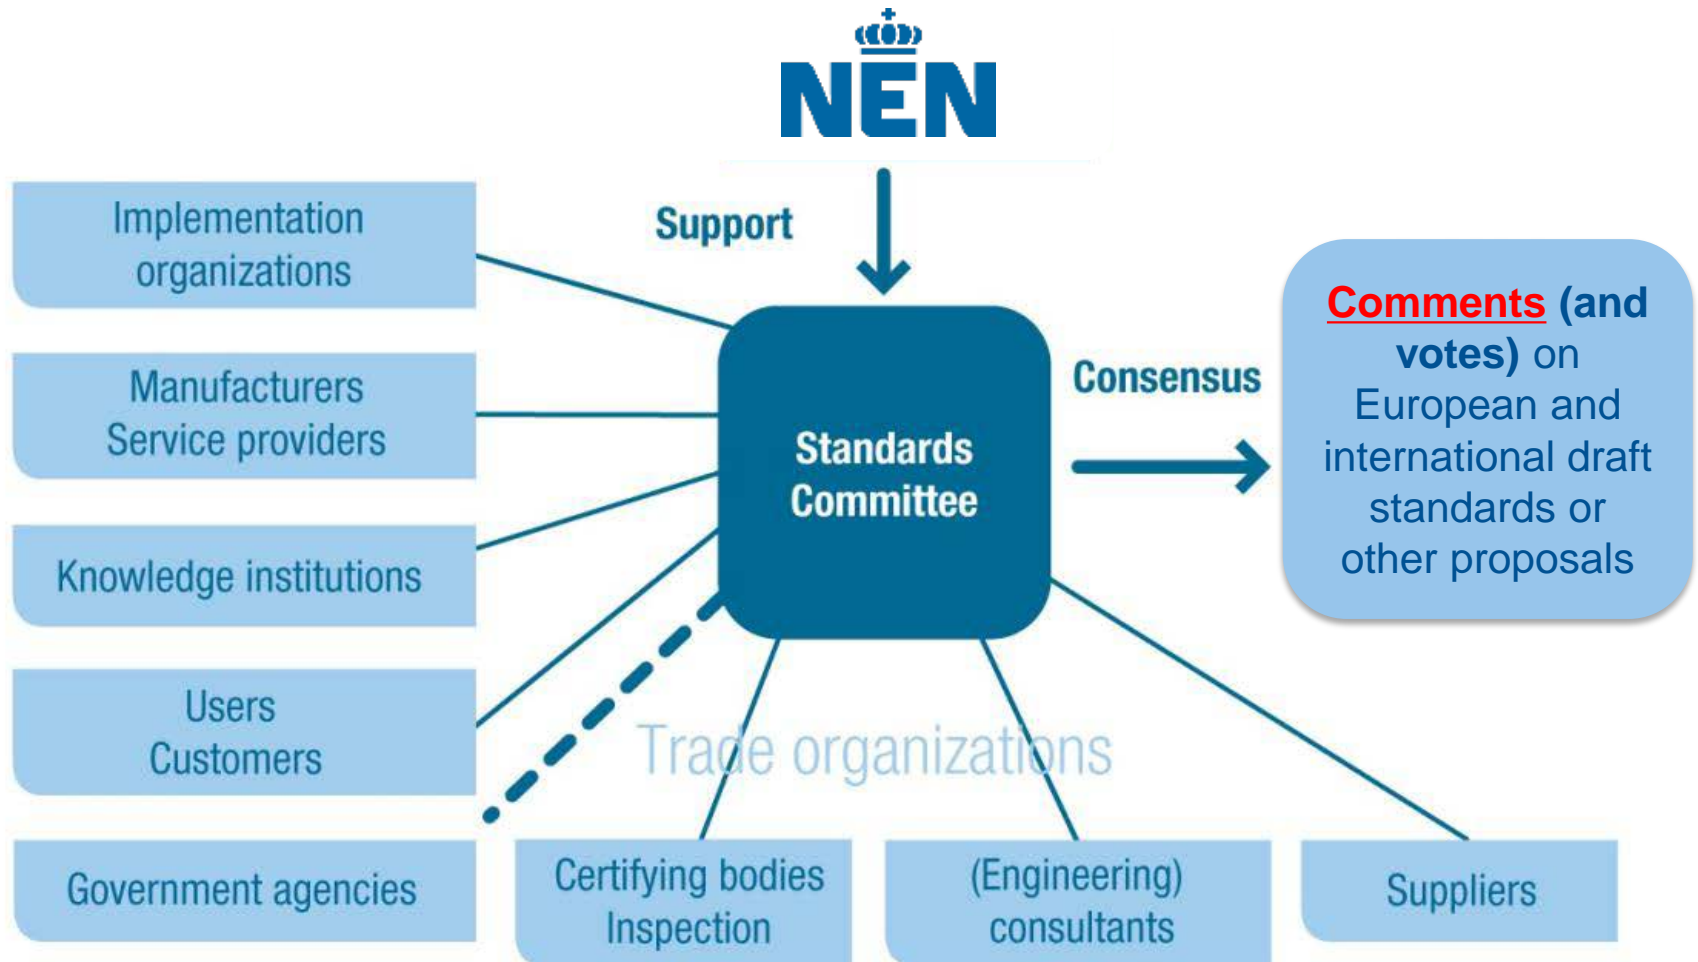 NEN
Support
Implementation
organizations
Manufacturers
Service providers
Knowledge institutions
Users
Customers
Government agencies
Standards
Committee
Consensus
Comments (and
votes) on
European and
international draft
standards or
other proposals
Trade organizations
Certifying bodies
Inspection
(Engineering)
consultants
Suppliers